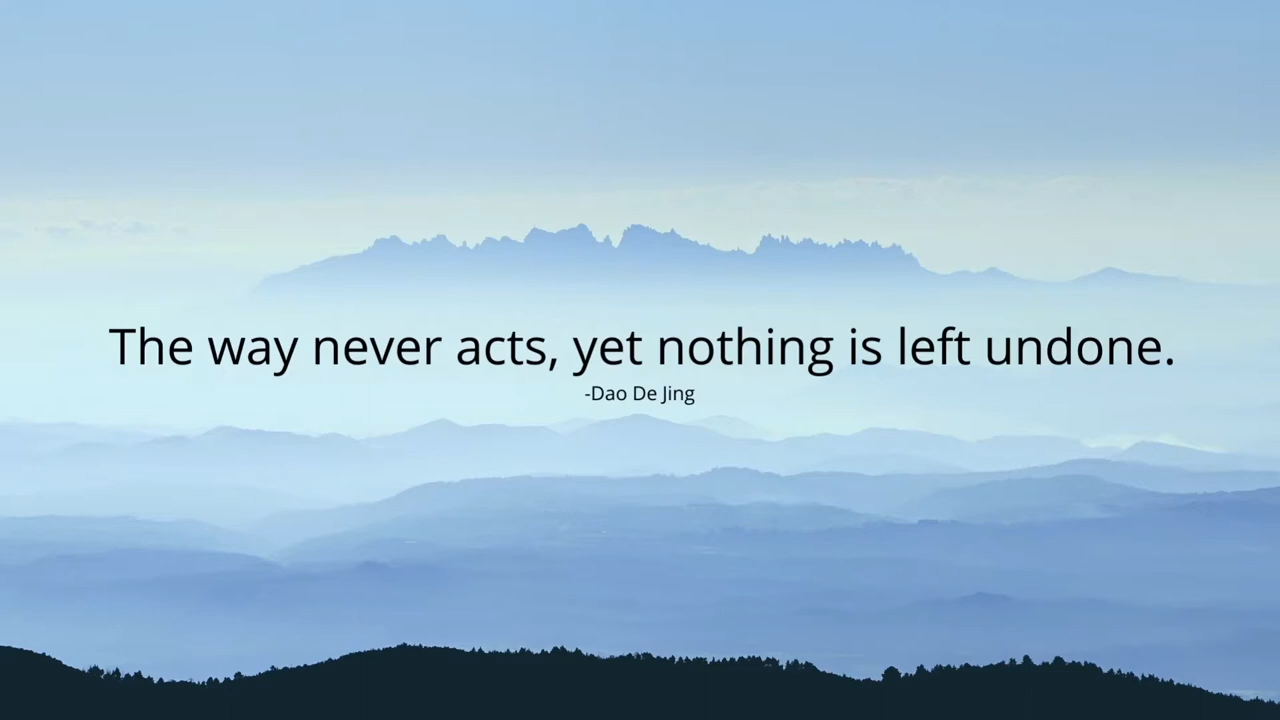 The way never acts, yet nothing is left undone.
-Dao De Jing